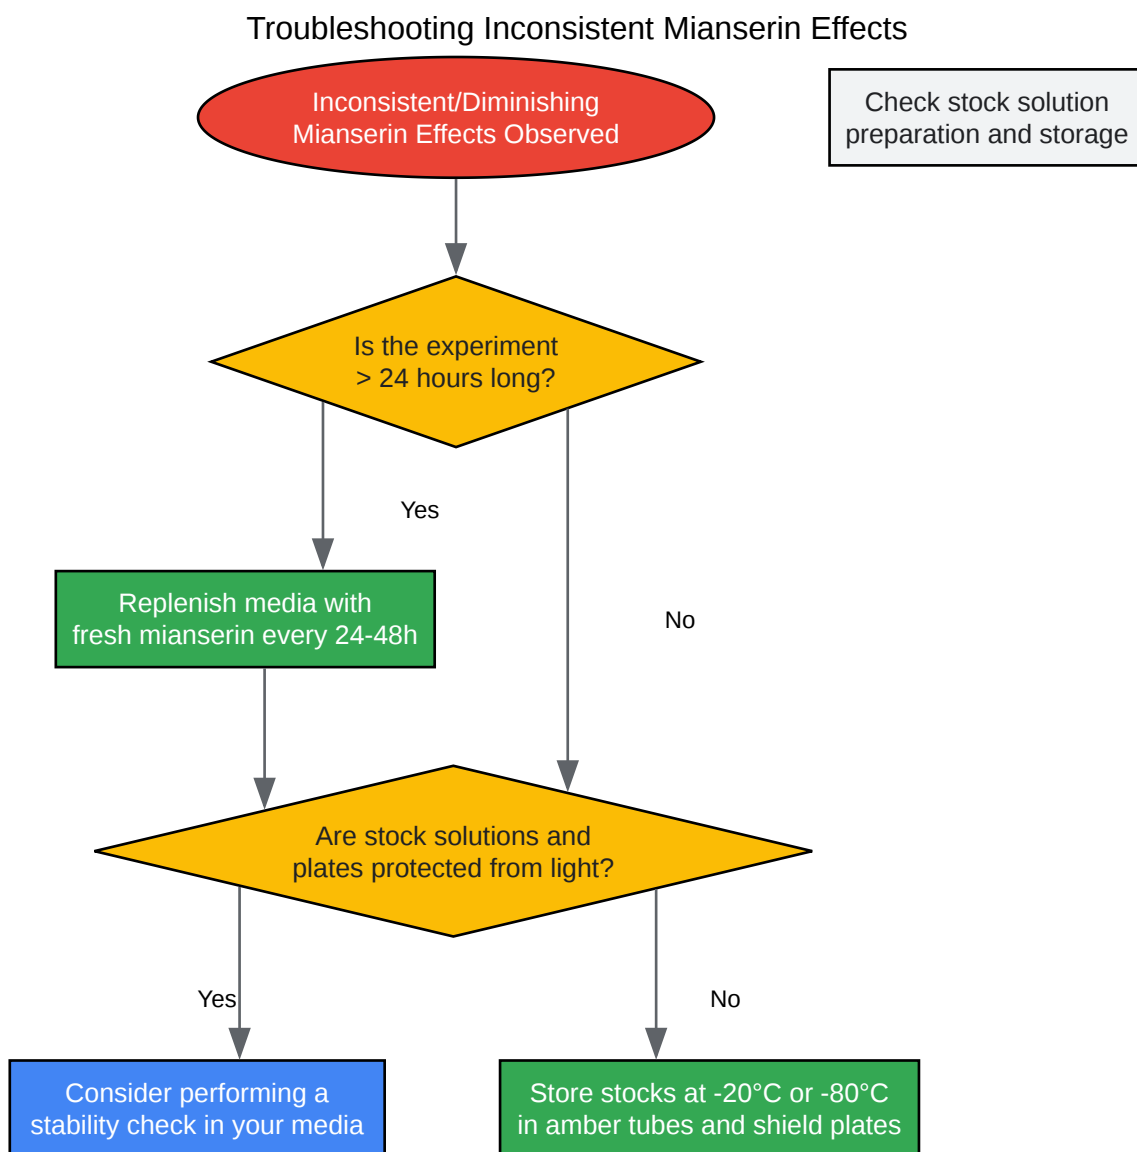 Troubleshooting Inconsistent Mianserin Effects
Inconsistent/Diminishing
Mianserin Effects Observed
Check stock solution
preparation and storage
Is the experiment
> 24 hours long?
Yes
Replenish media with
fresh mianserin every 24-48h
No
Are stock solutions and
plates protected from light?
Yes
No
Consider performing a
stability check in your media
Store stocks at -20°C or -80°C
in amber tubes and shield plates